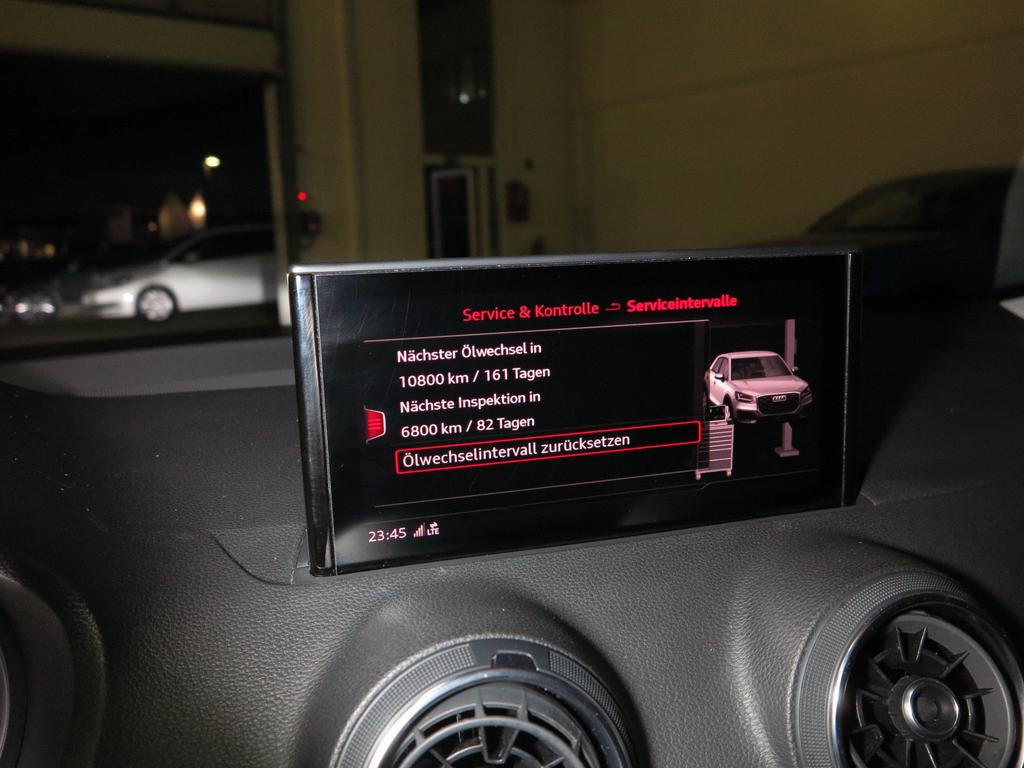 Service & Kontrolle Serviceintervalle
Nächster Ölwechsel in
10800 km / 161 Tagen
Nächste Inspektion in
6800 km / 82 Tagen
Ölwechselintervall zurücksetzen
23:45 LTE